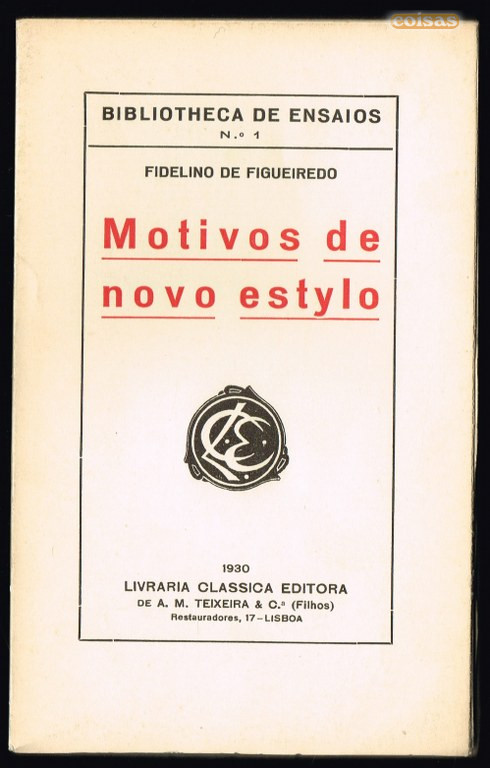 coisas
BIBLIOTHECA DE ENSAIOS
N.º 1
FIDELINO DE FIGUEIREDO
Motivos de
novo estylo
LCE
1930
LIVRARIA CLASSICA EDITORA
DE A. M. TEIXEIRA & C.ª (Filhos)
Restauradores, 17-LISBOA